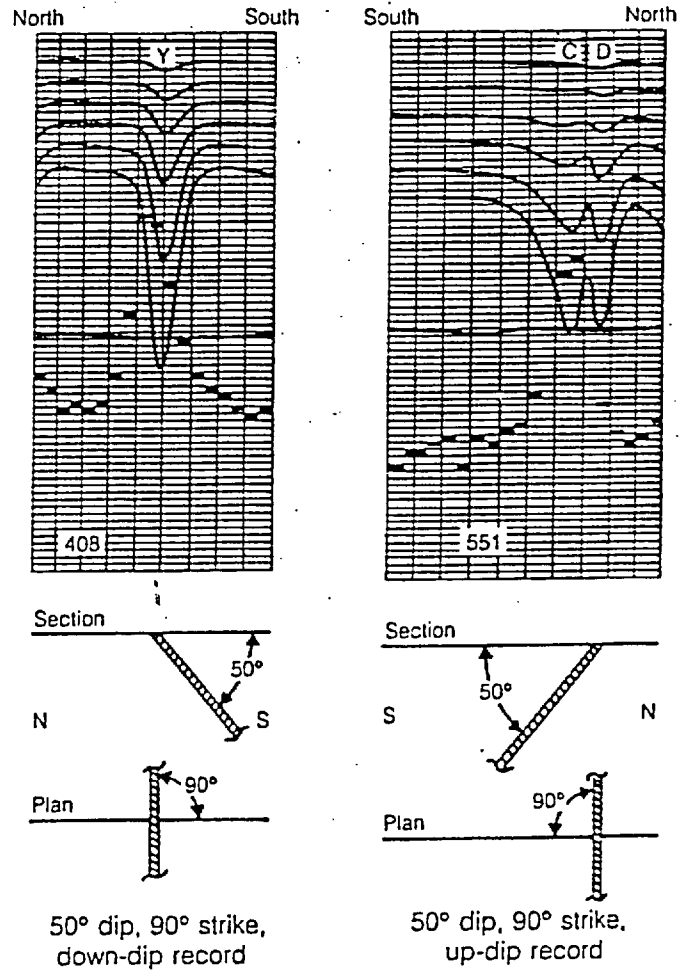 North South
Y
408
Section
50°
N S
90°
Plan
50° dip, 90° strike,
down-dip record
South North
C D
551
Section
50°
S N
90°
Plan
50° dip, 90° strike,
up-dip record